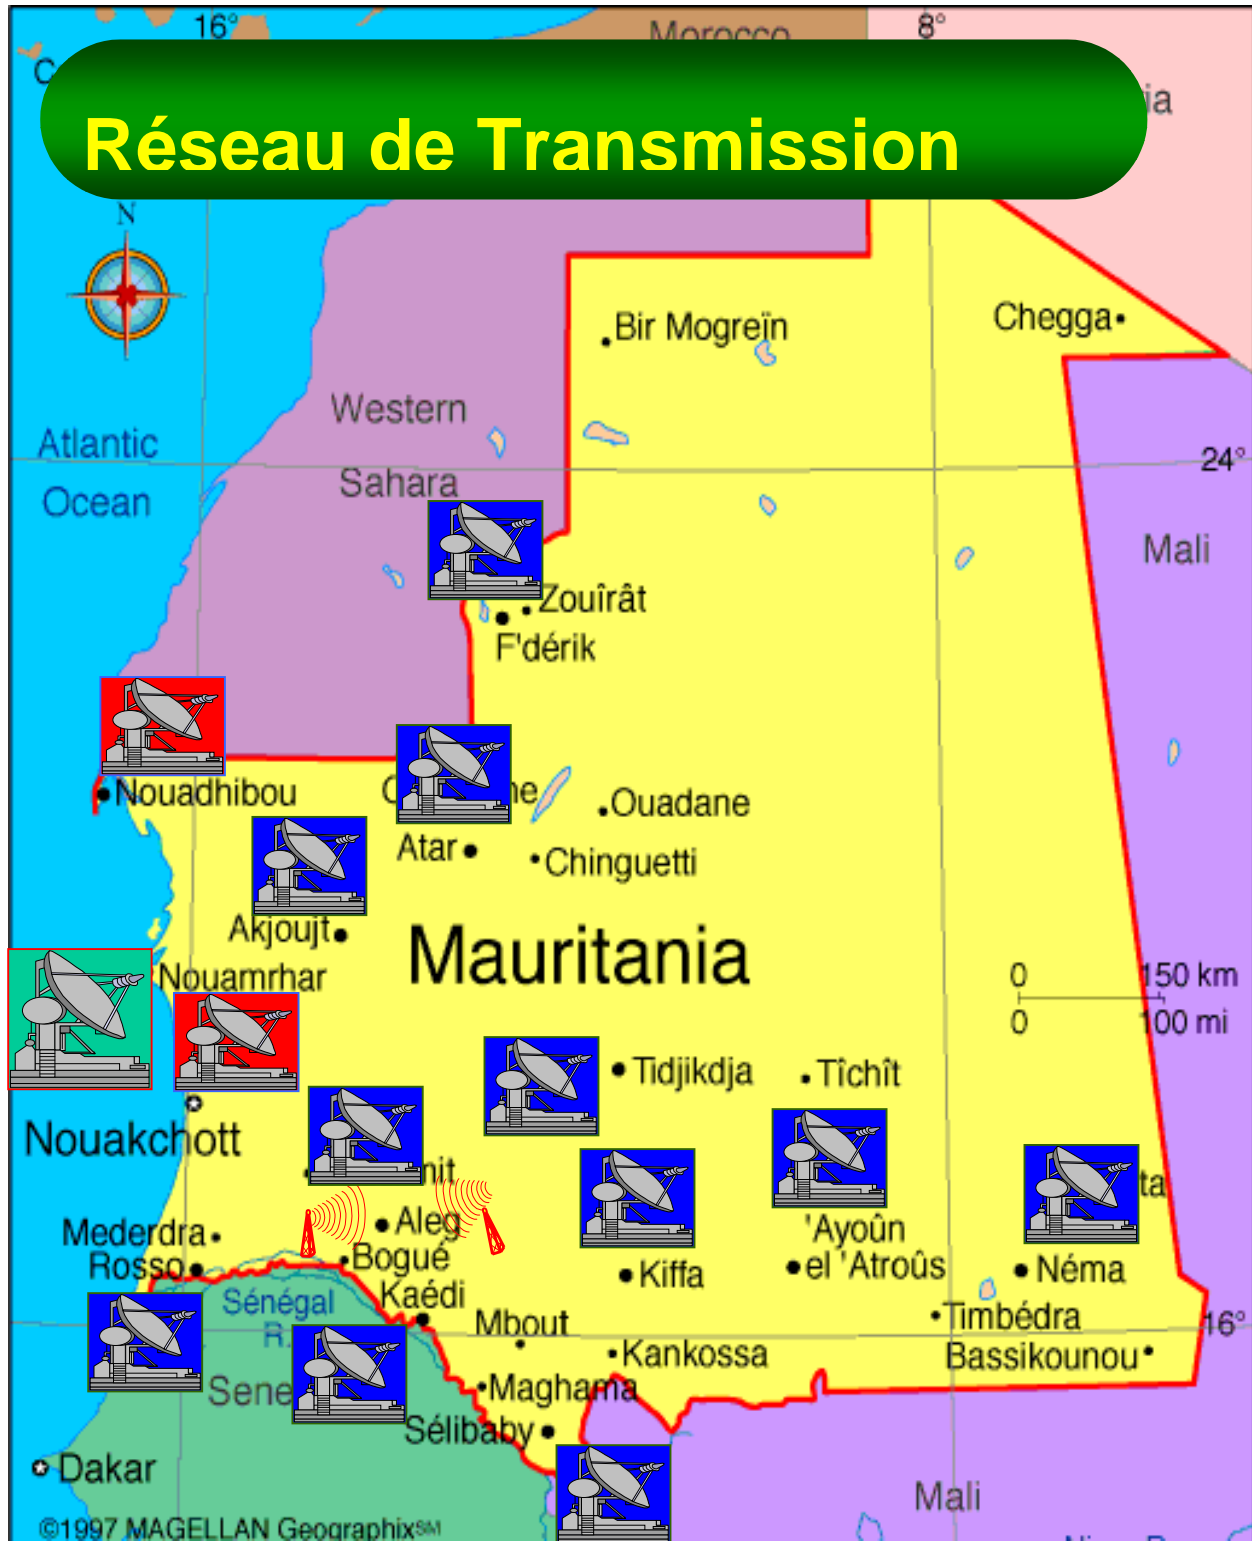 16°
8°
Morocco
Réseau de Transmission
N
Bir Mogreïn
Chegga
Western
Sahara
Atlantic
Ocean
24°
Mali
Zouîrât
F'dérik
Nouadhibou
Ouadane
Atar
Chinguetti
Akjoujt
Mauritania
Nouamrhar
0 150 km
0 100 mi
Tidjikdja
Tîchît
Nouakchott
Mederdra
Aleg
'Ayoûn
el 'Atroûs
Rosso
Bogué
Kiffa
Néma
Sénégal
R.
Kaédi
Mbout
Timbédra
16°
Kankossa
Bassikounou
Maghama
Sélibaby
Dakar
Mali
©1997 MAGELLAN Geographix℠